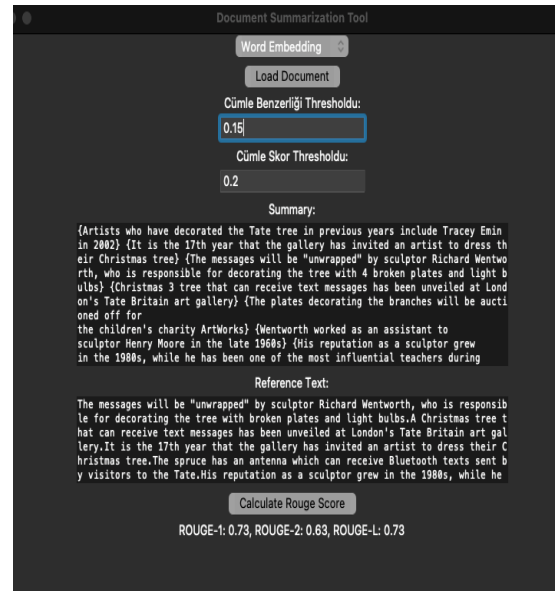 Document Summarization Tool
Word Embedding
Load Document
Cümle Benzerliği Thresholdu:
0.15
Cümle Skor Thresholdu:
0.2
Summary:
{Artists who have decorated the Tate tree in previous years include Tracey Emin
in 2002} {It is the 17th year that the gallery has invited an artist to dress th
eir Christmas tree} {The messages will be "unwrapped" by sculptor Richard Wentwo
rth, who is responsible for decorating the tree with 4 broken plates and light b
ulbs} {Christmas 3 tree that can receive text messages has been unveiled at Lond
on's Tate Britain art gallery} {The plates decorating the branches will be aucti
oned off for
the children's charity ArtWorks} {Wentworth worked as an assistant to
sculptor Henry Moore in the late 1960s} {His reputation as a sculptor grew
in the 1980s, while he has been one of the most influential teachers during
Reference Text:
The messages will be "unwrapped" by sculptor Richard Wentworth, who is responsib
le for decorating the tree with broken plates and light bulbs.A Christmas tree t
hat can receive text messages has been unveiled at London's Tate Britain art gal
lery.It is the 17th year that the gallery has invited an artist to dress their C
hristmas tree.The spruce has an antenna which can receive Bluetooth texts sent b
y visitors to the Tate.His reputation as a sculptor grew in the 1980s, while he
Calculate Rouge Score
ROUGE-1: 0.73, ROUGE-2: 0.63, ROUGE-L: 0.73